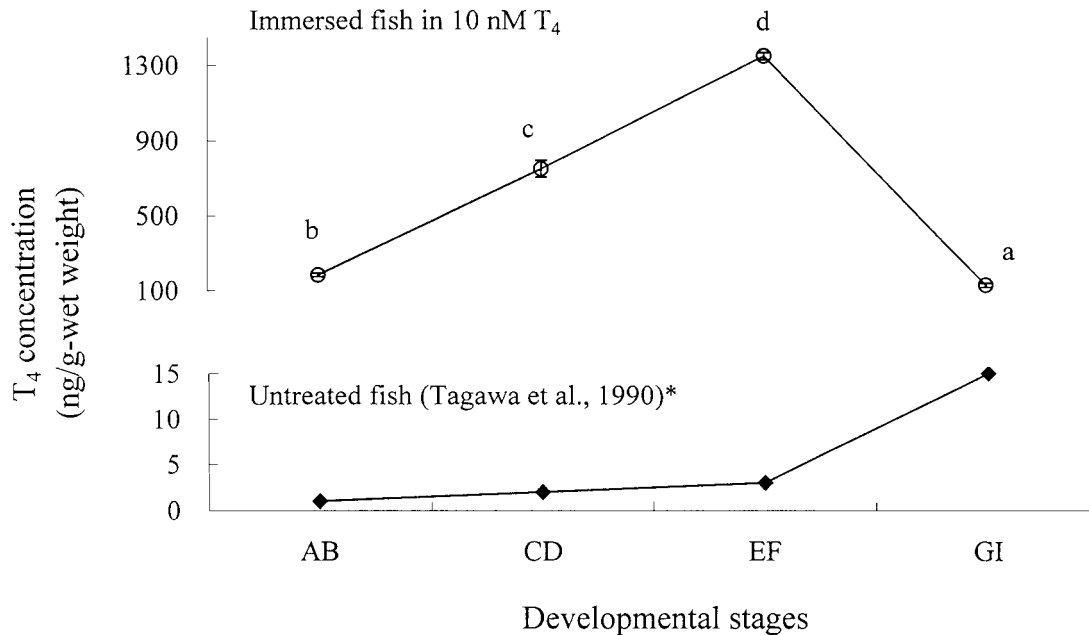 Immersed fish in 10 nM T₄
d
1300
c
900
500
b
a
100
T₄ concentration
(ng/g-wet weight)
15
Untreated fish (Tagawa et al., 1990)*
10
5
0
AB CD EF GI
Developmental stages